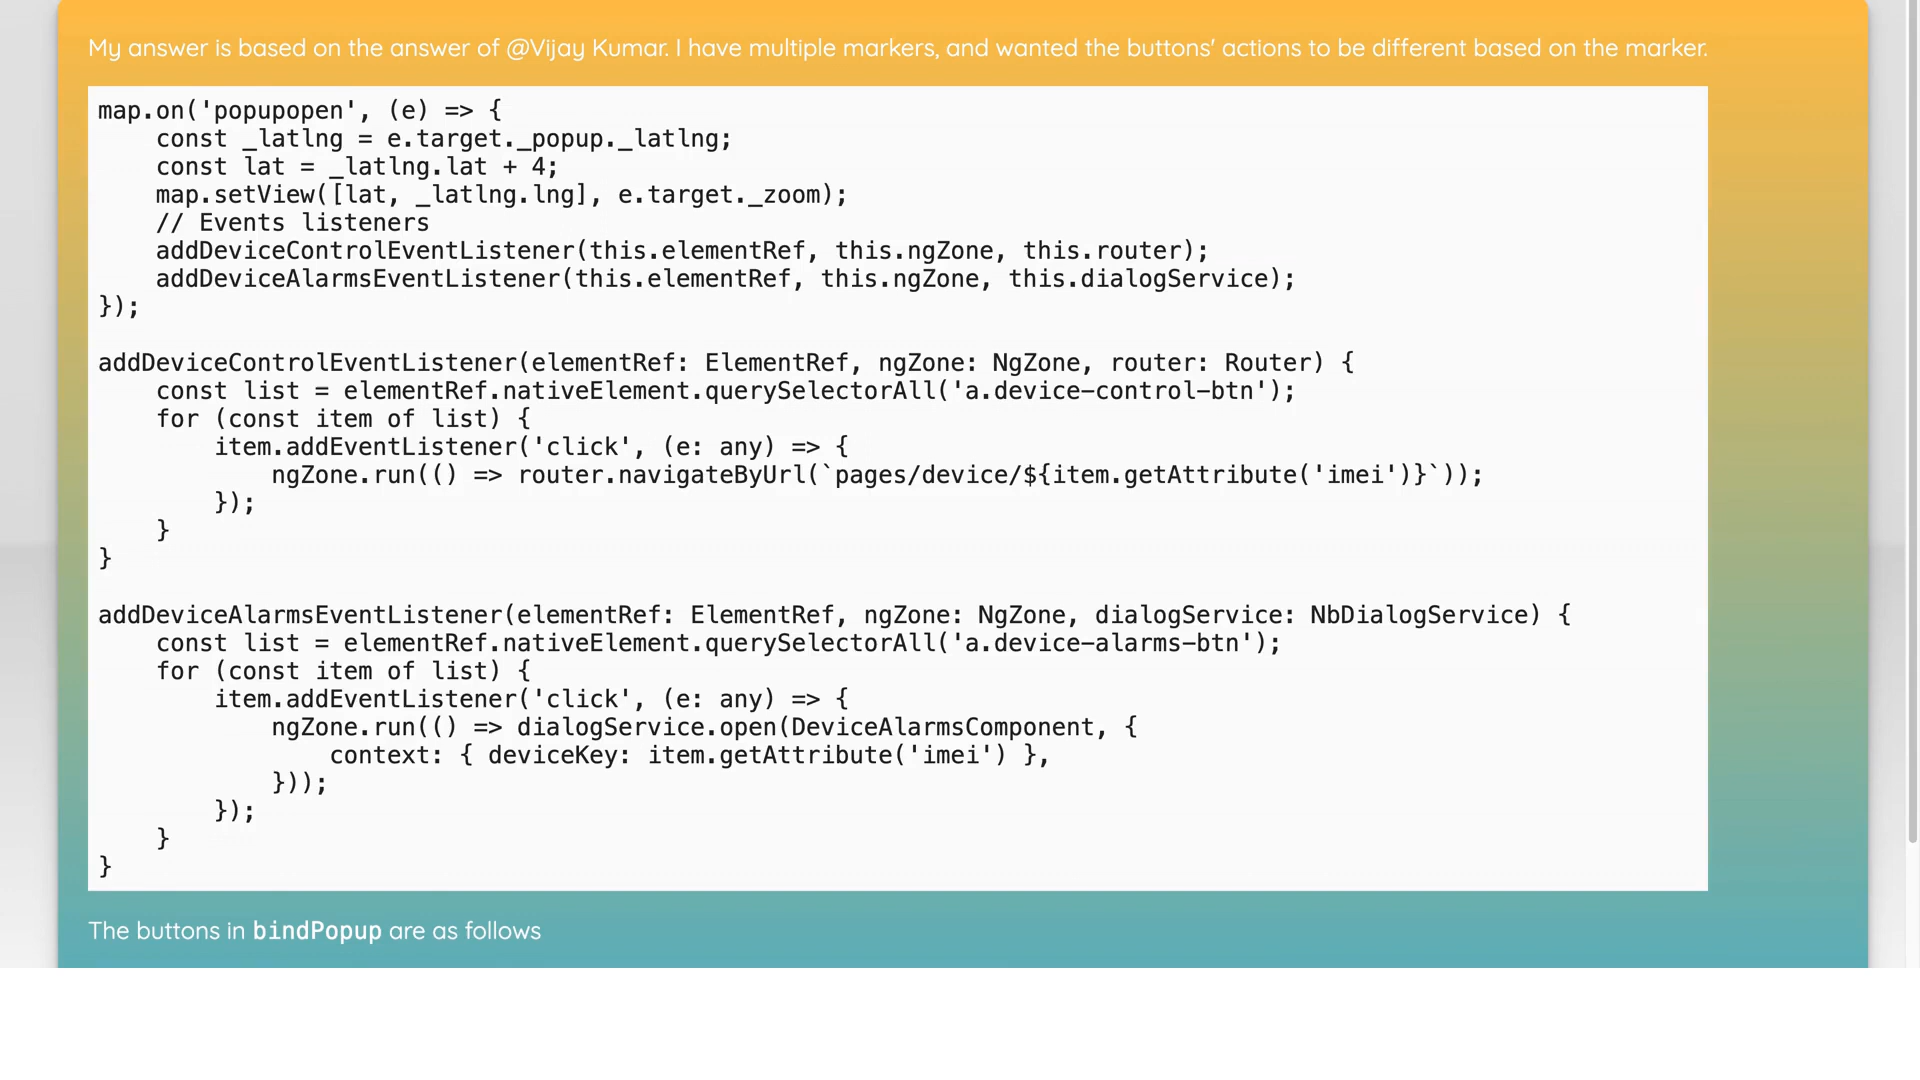 My answer is based on the answer of @Vijay Kumar. I have multiple markers, and wanted the buttons' actions to be different based on the marker.
map.on('popupopen', (e) => {
    const _latlng = e.target._popup._latlng;
    const lat = _latlng.lat + 4;
    map.setView([lat, _latlng.lng], e.target._zoom);
    // Events listeners
    addDeviceControlEventListener(this.elementRef, this.ngZone, this.router);
    addDeviceAlarmsEventListener(this.elementRef, this.ngZone, this.dialogService);
});

addDeviceControlEventListener(elementRef: ElementRef, ngZone: NgZone, router: Router) {
    const list = elementRef.nativeElement.querySelectorAll('a.device-control-btn');
    for (const item of list) {
        item.addEventListener('click', (e: any) => {
            ngZone.run(() => router.navigateByUrl(`pages/device/${item.getAttribute('imei')}`));
        });
    }
}

addDeviceAlarmsEventListener(elementRef: ElementRef, ngZone: NgZone, dialogService: NbDialogService) {
    const list = elementRef.nativeElement.querySelectorAll('a.device-alarms-btn');
    for (const item of list) {
        item.addEventListener('click', (e: any) => {
            ngZone.run(() => dialogService.open(DeviceAlarmsComponent, {
                context: { deviceKey: item.getAttribute('imei') },
            }));
        });
    }
}
The buttons in bindPopup are as follows